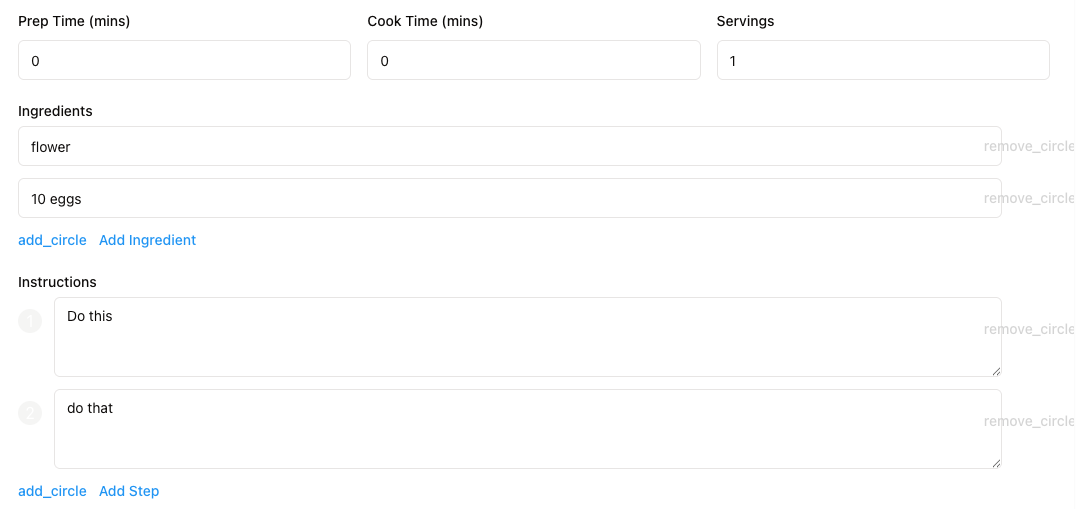 Prep Time (mins) Cook Time (mins) Servings
0 0 1
Ingredients
flower remove_circle
10 eggs remove_circle
add_circle Add Ingredient
Instructions
1 Do this remove_circle
2 do that remove_circle
add_circle Add Step